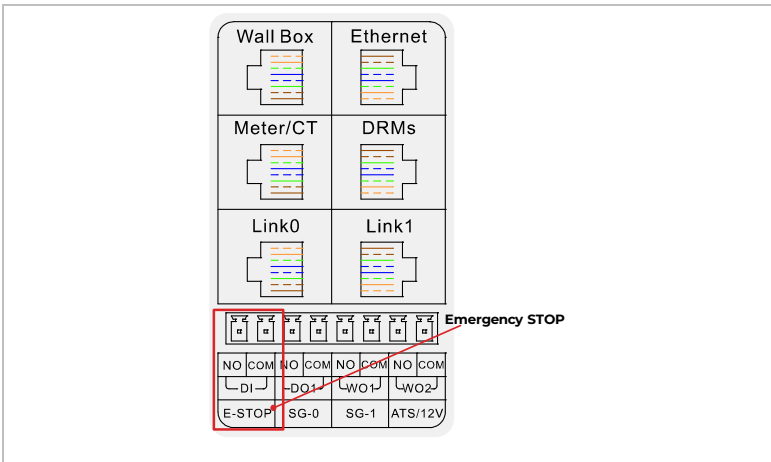 Wall Box Ethernet
Meter/CT DRMs
Link0 Link1
Emergency STOP
NO COM NO COM NO COM NO COM
DI DO1 WO1 WO2
E-STOP SG-0 SG-1 ATS/12V